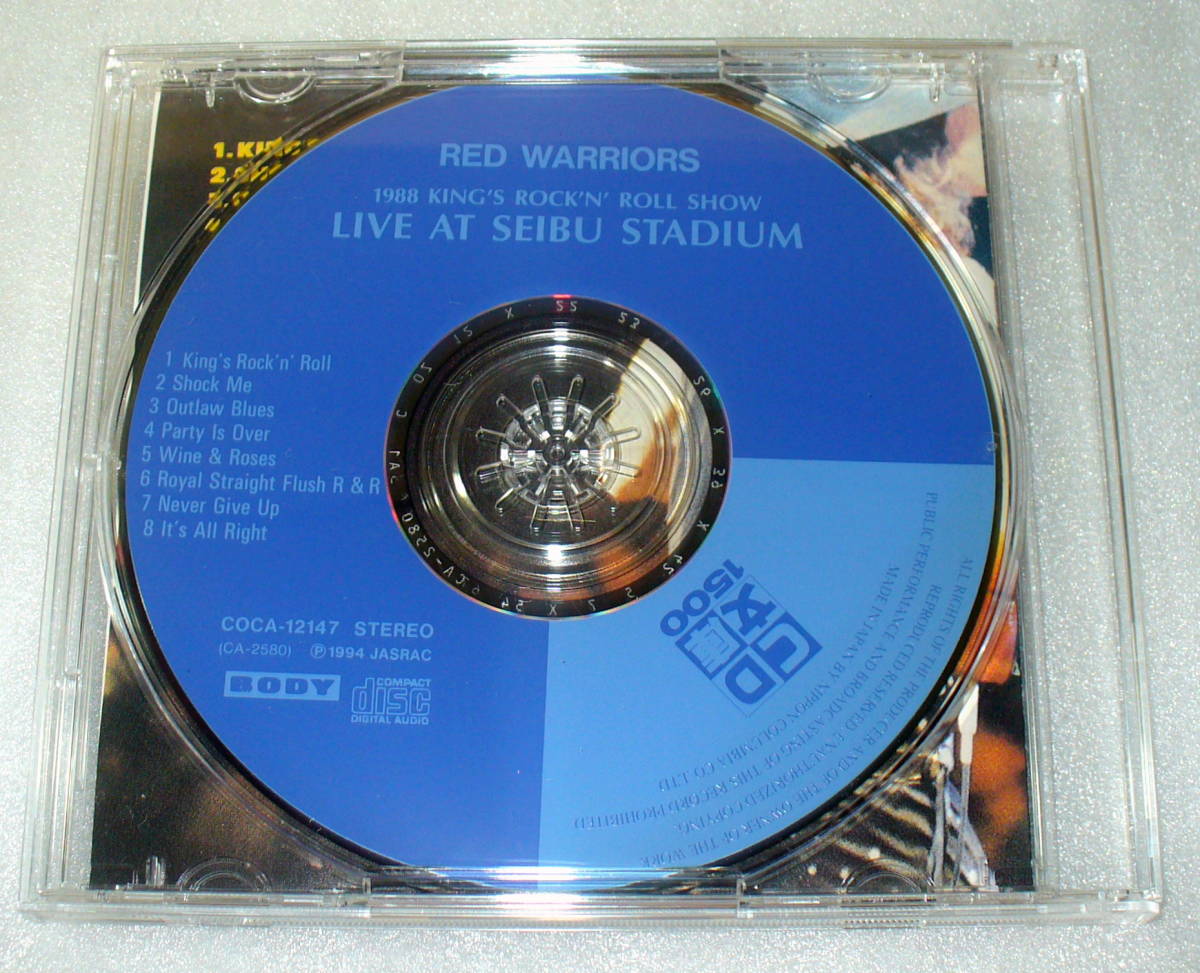 1. KING'S
2. SHO
RED WARRIORS
1988 KING'S ROCK'N' ROLL SHOW
LIVE AT SEIBU STADIUM
1 King's Rock'n' Roll
2 Shock Me
3 Outlaw Blues
4 Party Is Over
5 Wine & Roses
6 Royal Straight Flush R & R
7 Never Give Up
8 It's All Right
COCA-12147 STEREO
(CA-2580) Ⓟ1994 JASRAC
BODY
COMPACT
disc
DIGITAL AUDIO
CD
1500
ALL RIGHTS OF THE PRODUCER AND OF THE OWNER OF THE WORK
REPRODUCED RESERVED. UNAUTHORIZED COPYING,
PUBLIC PERFORMANCE AND BROADCASTING OF THIS RECORD PROHIBITED
MADE IN JAPAN BY NIPPON COLUMBIA CO., LTD.